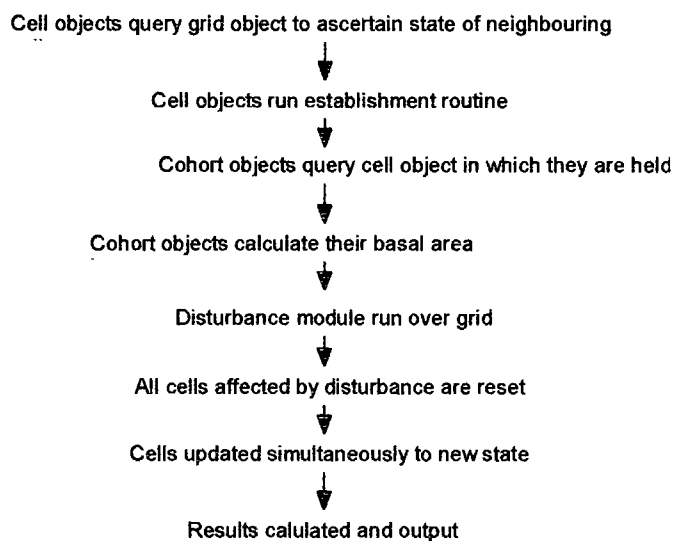 Cell objects query grid object to ascertain state of neighbouring
Cell objects run establishment routine
Cohort objects query cell object in which they are held
Cohort objects calculate their basal area
Disturbance module run over grid
All cells affected by disturbance are reset
Cells updated simultaneously to new state
Results calulated and output